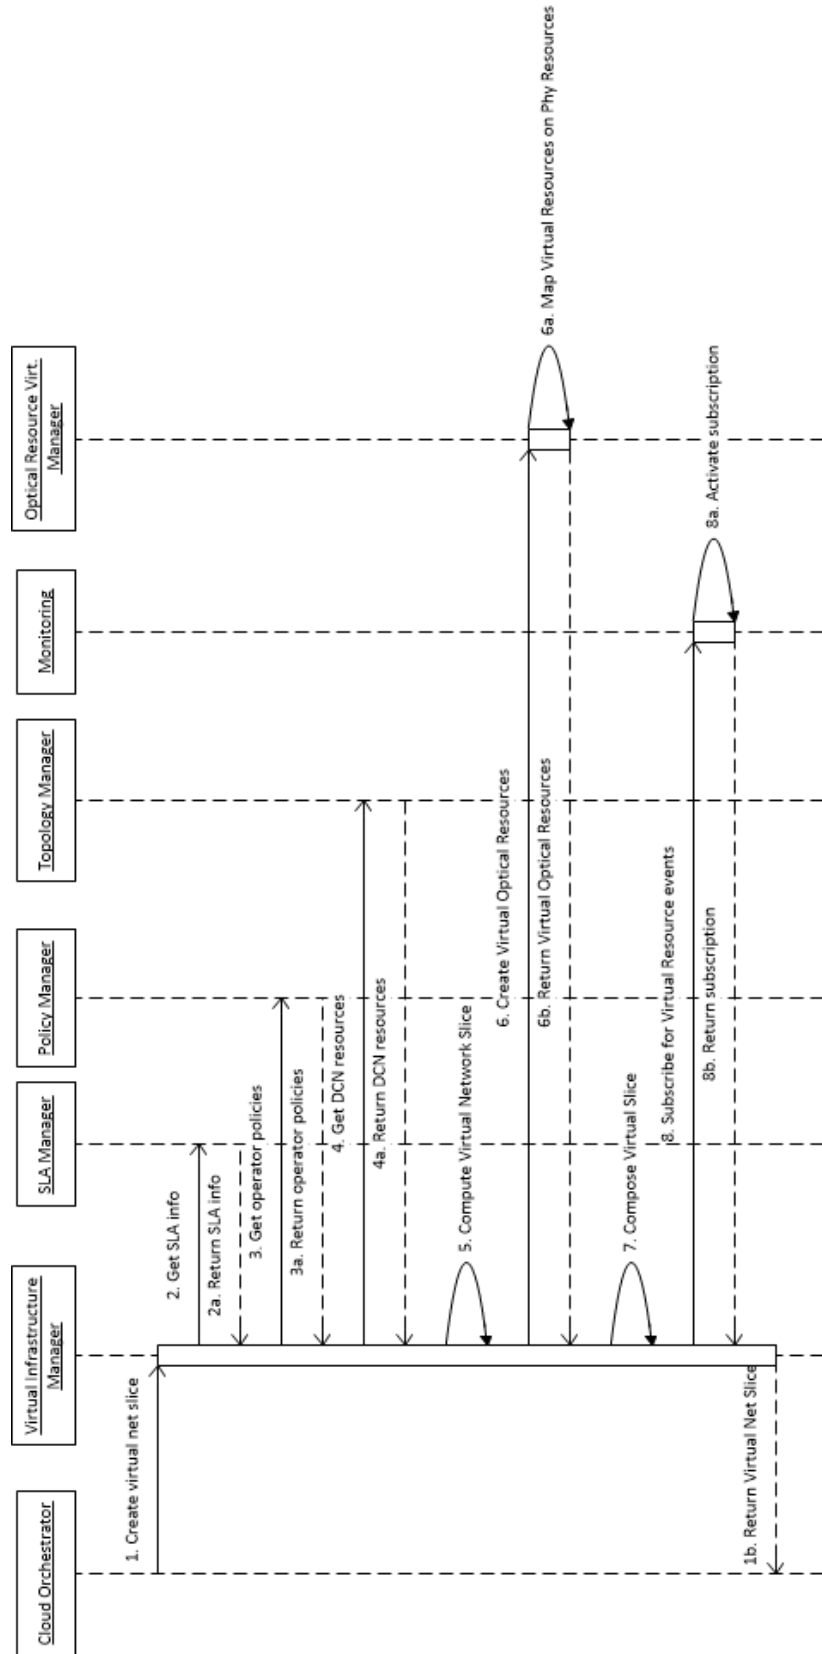 Cloud Orchestrator
Virtual Infrastructure
Manager
SLA Manager
Policy Manager
Topology Manager
Monitoring
Optical Resource Virt.
Manager
1. Create virtual net slice
2. Get SLA info
2a. Return SLA info
3. Get operator policies
3a. Return operator policies
4. Get DCN resources
4a. Return DCN resources
5. Compute Virtual Network Slice
6. Create Virtual Optical Resources
6a. Map Virtual Resources on Phy Resources
6b. Return Virtual Optical Resources
7. Compose Virtual Slice
8. Subscribe for Virtual Resource events
8a. Activate subscription
8b. Return subscription
1b. Return Virtual Net Slice